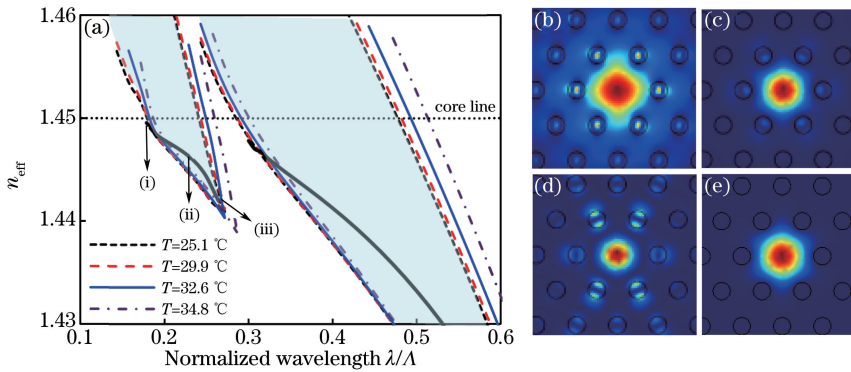 1.46
1.45
1.44
1.43
n_eff
(a)
core line
(i)
(ii)
(iii)
T=25.1 ℃
T=29.9 ℃
T=32.6 ℃
T=34.8 ℃
0.1 0.2 0.3 0.4 0.5 0.6
Normalized wavelength λ/Λ
(b)
(c)
(d)
(e)